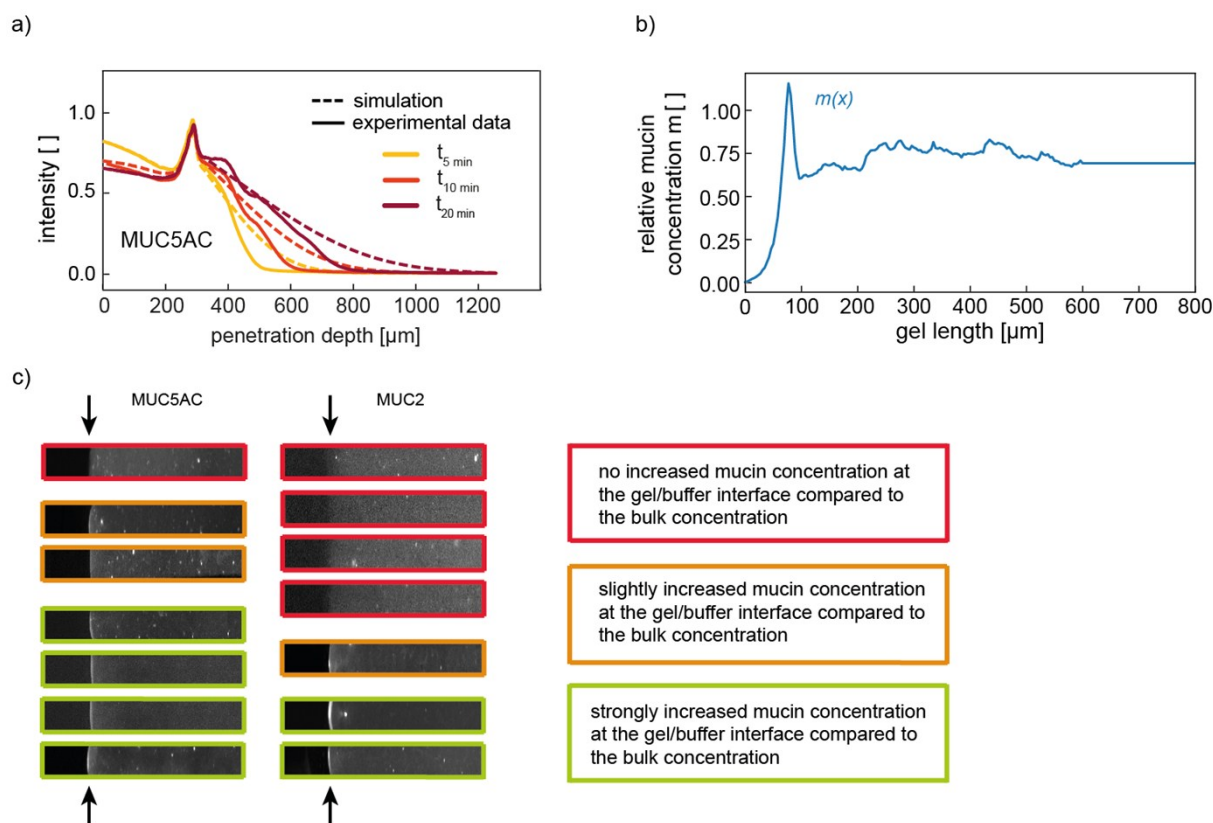 a)
intensity [ ]
1.0
0.5
0.0
simulation
experimental data
t5 min
t10 min
t20 min
MUC5AC
0 200 400 600 800 1000 1200
penetration depth [µm]
b)
relative mucin
concentration m [ ]
1.00
0.75
0.50
0.25
0.00
m(x)
0 100 200 300 400 500 600 700 800
gel length [µm]
c)
MUC5AC
MUC2
no increased mucin concentration at
the gel/buffer interface compared to
the bulk concentration
slightly increased mucin concentration
at the gel/buffer interface compared to
the bulk concentration
strongly increased mucin concentration
at the gel/buffer interface compared to
the bulk concentration